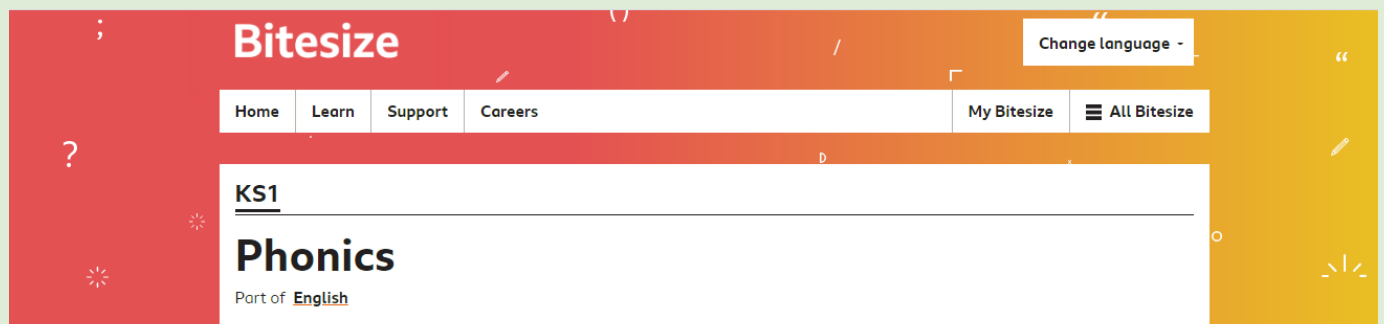 Bitesize
Change language
Home Learn Support Careers My Bitesize All Bitesize
KS1
Phonics
Part of English